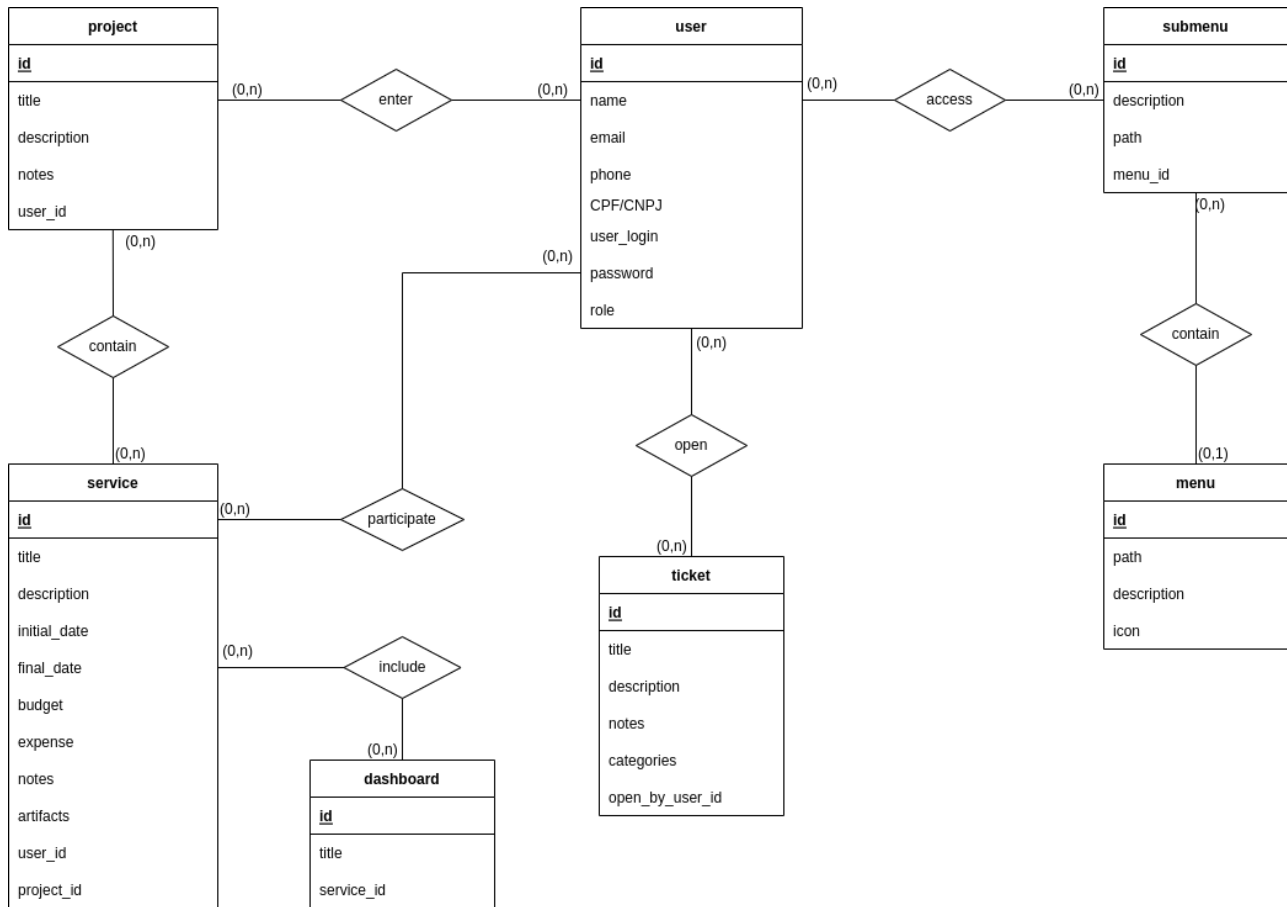 project
id
title
description
notes
user_id
(0,n)
enter
(0,n)
user
id
name
email
phone
CPF/CNPJ
user_login
password
role
(0,n)
access
(0,n)
submenu
id
description
path
menu_id
(0,n)
contain
(0,n)
(0,n)
(0,n)
participate
(0,n)
open
(0,n)
(0,n)
contain
(0,1)
service
id
title
description
initial_date
final_date
budget
expense
notes
artifacts
user_id
project_id
(0,n)
include
(0,n)
dashboard
id
title
service_id
ticket
id
title
description
notes
categories
open_by_user_id
menu
id
path
description
icon